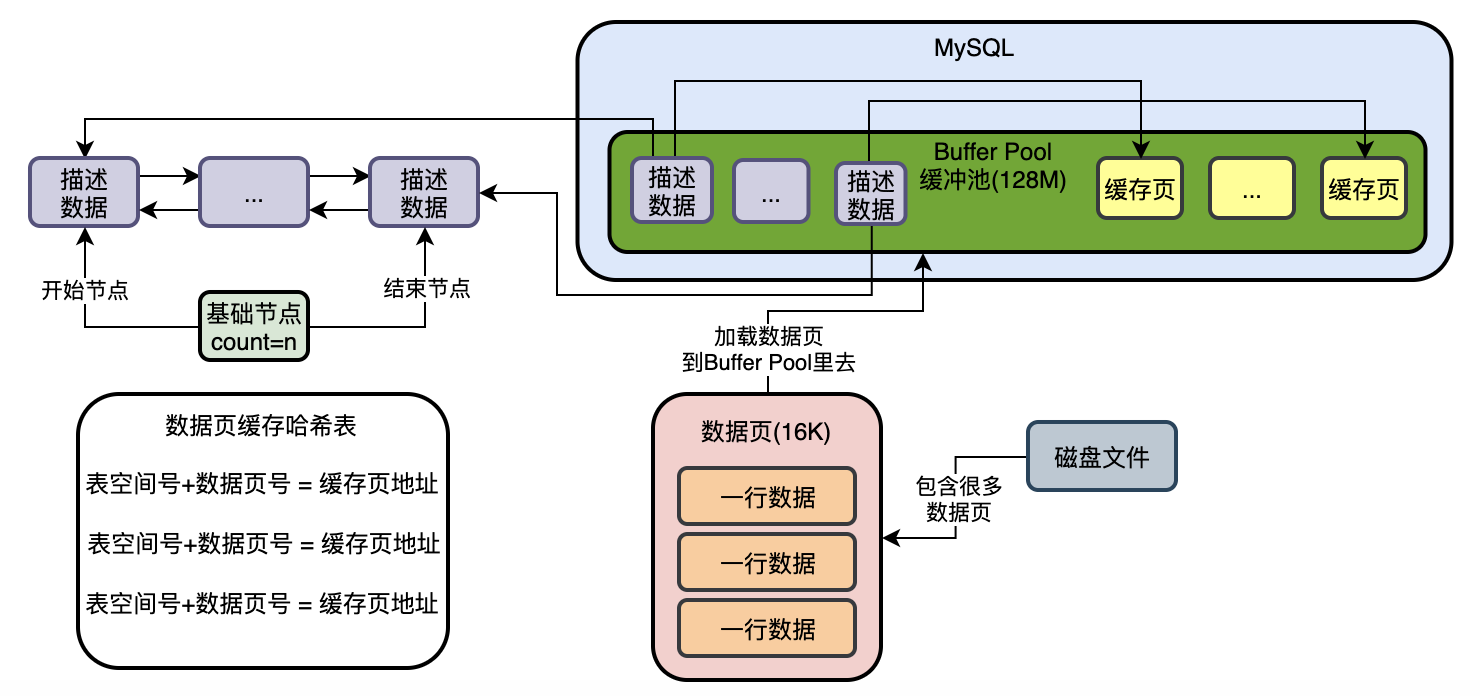 MySQL
Buffer Pool
缓冲池(128M)
描述
数据
...
描述
数据
缓存页
...
缓存页
描述
数据
...
描述
数据
开始节点
结束节点
基础节点
count=n
加载数据页
到Buffer Pool里去
数据页缓存哈希表
表空间号+数据页号 = 缓存页地址
表空间号+数据页号 = 缓存页地址
表空间号+数据页号 = 缓存页地址
数据页(16K)
一行数据
一行数据
一行数据
包含很多
数据页
磁盘文件